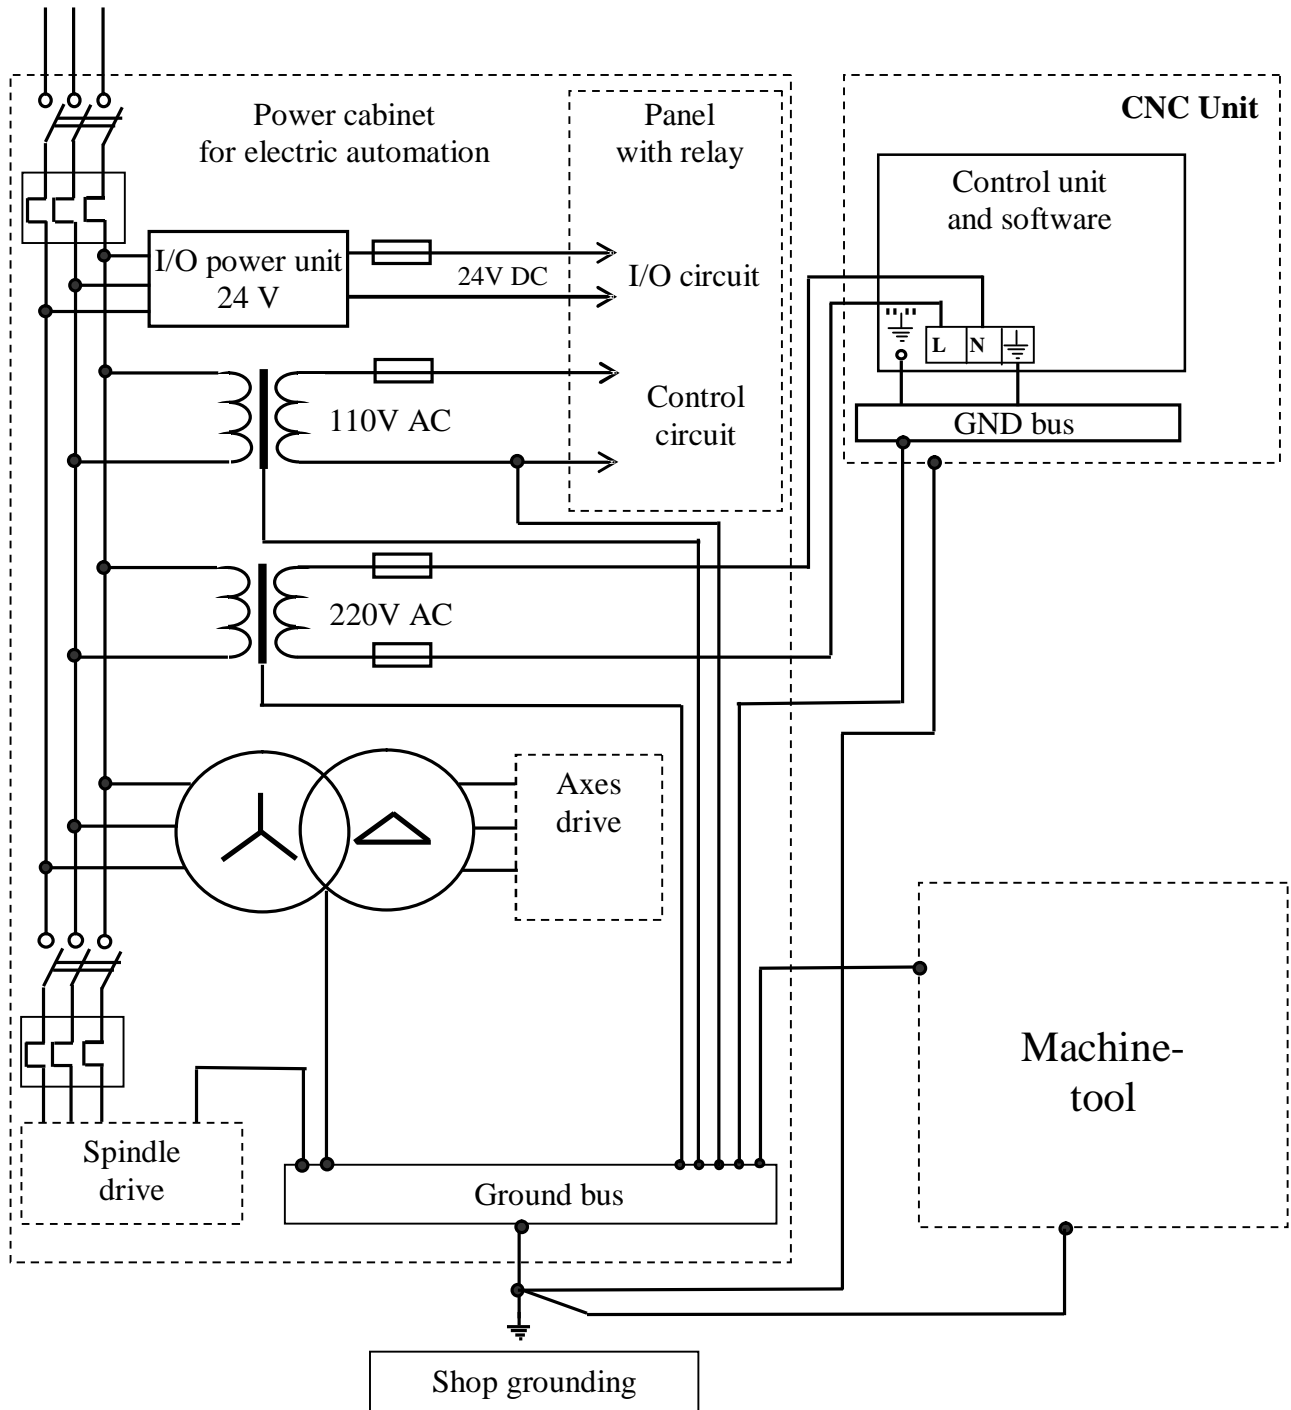 Power cabinet
for electric automation
Panel
with relay
CNC Unit
Control unit
and software
I/O power unit
24 V
24V DC
I/O circuit
L N
110V AC
Control
circuit
GND bus
220V AC
Axes
drive
Machine-
tool
Spindle
drive
Ground bus
Shop grounding